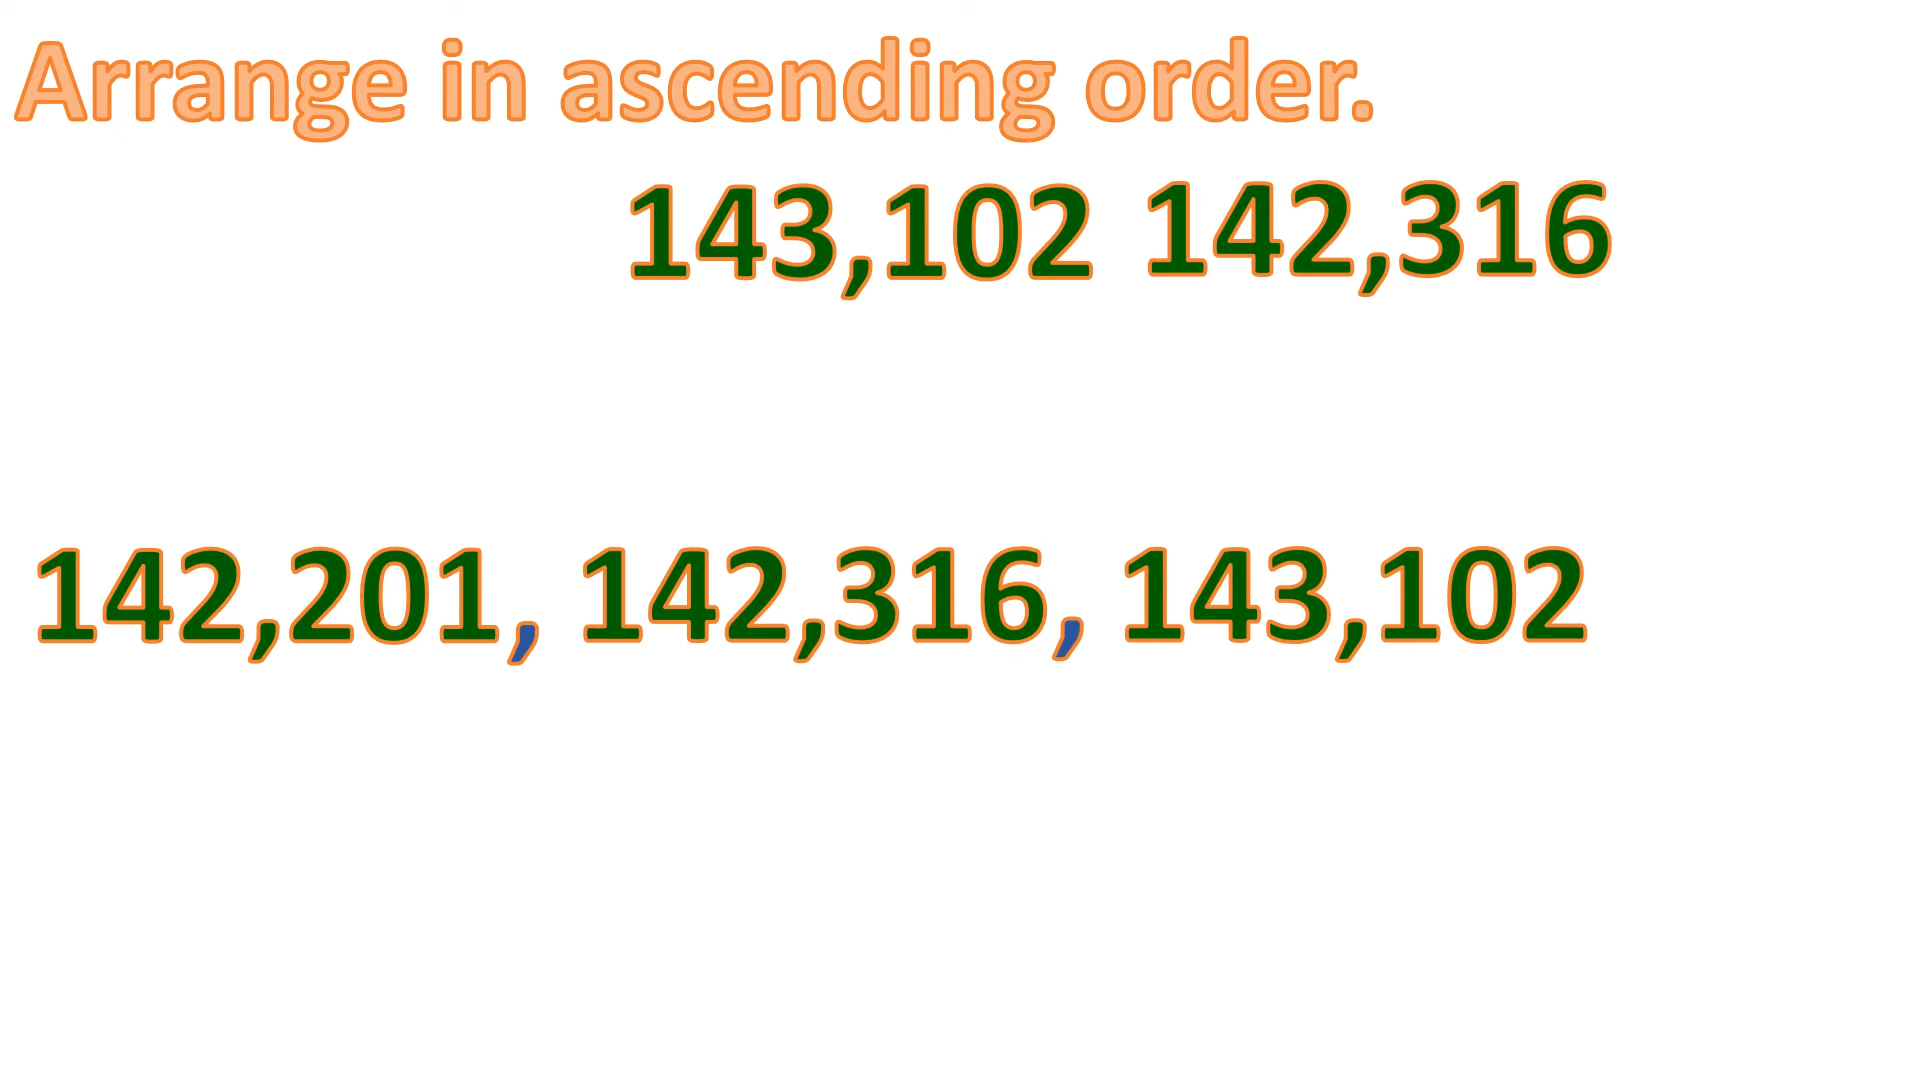 Arrange in ascending order.
143,102 142,316
142,201, 142,316, 143,102